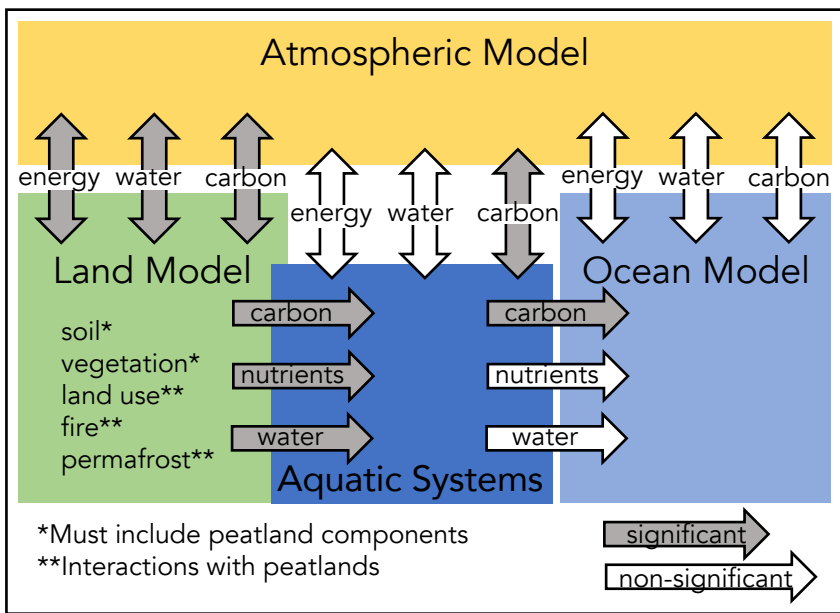 Atmospheric Model
energy water carbon
energy water carbon
energy water carbon
Land Model
Ocean Model
soil*
vegetation*
land use**
fire**
permafrost**
carbon
nutrients
water
carbon
nutrients
water
Aquatic Systems
*Must include peatland components
**Interactions with peatlands
significant
non-significant